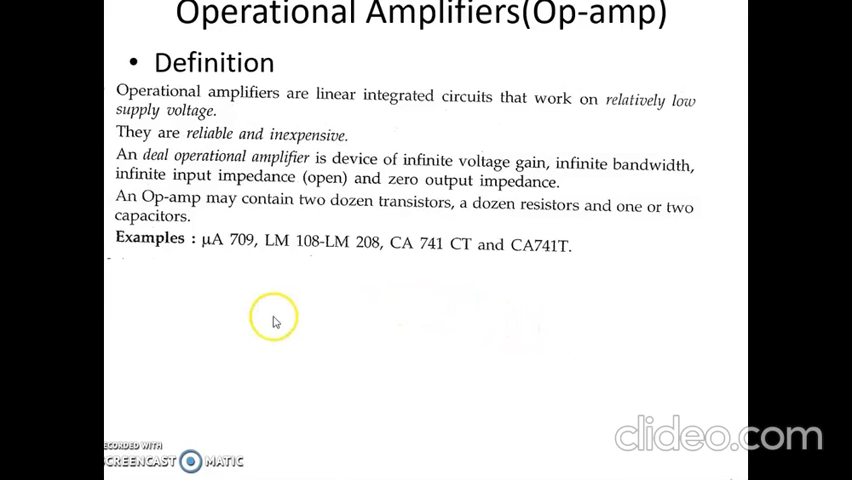 Operational Amplifiers(Op-amp)
• Definition
Operational amplifiers are linear integrated circuits that work on relatively low
supply voltage.
They are reliable and inexpensive.
An deal operational amplifier is device of infinite voltage gain, infinite bandwidth,
infinite input impedance (open) and zero output impedance.
An Op-amp may contain two dozen transistors, a dozen resistors and one or two
capacitors.
Examples : μA 709, LM 108-LM 208, CA 741 CT and CA741T.
clideo.com
ECORDED WITH
SCREENCAST MATIC